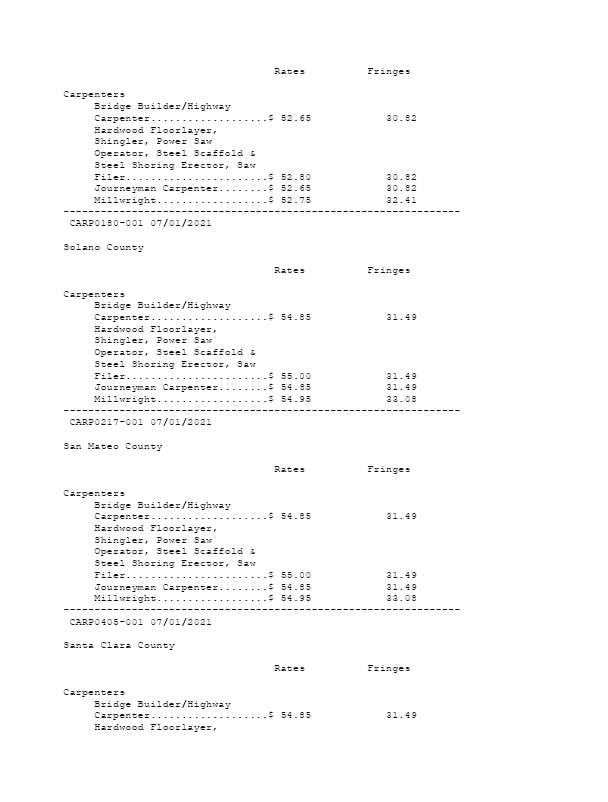 Rates Fringes
Carpenters
Bridge Builder/Highway
Carpenter...................$ 52.65 30.82
Hardwood Floorlayer,
Shingler, Power Saw
Operator, Steel Scaffold &
Steel Shoring Erector, Saw
Filer.......................$ 52.80 30.82
Journeyman Carpenter........$ 52.65 30.82
Millwright..................$ 52.75 32.41
----------------------------------------------------------------
CARP0180-001 07/01/2021
Solano County
Rates Fringes
Carpenters
Bridge Builder/Highway
Carpenter...................$ 54.85 31.49
Hardwood Floorlayer,
Shingler, Power Saw
Operator, Steel Scaffold &
Steel Shoring Erector, Saw
Filer.......................$ 55.00 31.49
Journeyman Carpenter........$ 54.85 31.49
Millwright..................$ 54.95 33.08
----------------------------------------------------------------
CARP0217-001 07/01/2021
San Mateo County
Rates Fringes
Carpenters
Bridge Builder/Highway
Carpenter...................$ 54.85 31.49
Hardwood Floorlayer,
Shingler, Power Saw
Operator, Steel Scaffold &
Steel Shoring Erector, Saw
Filer.......................$ 55.00 31.49
Journeyman Carpenter........$ 54.85 31.49
Millwright..................$ 54.95 33.08
----------------------------------------------------------------
CARP0405-001 07/01/2021
Santa Clara County
Rates Fringes
Carpenters
Bridge Builder/Highway
Carpenter...................$ 54.85 31.49
Hardwood Floorlayer,